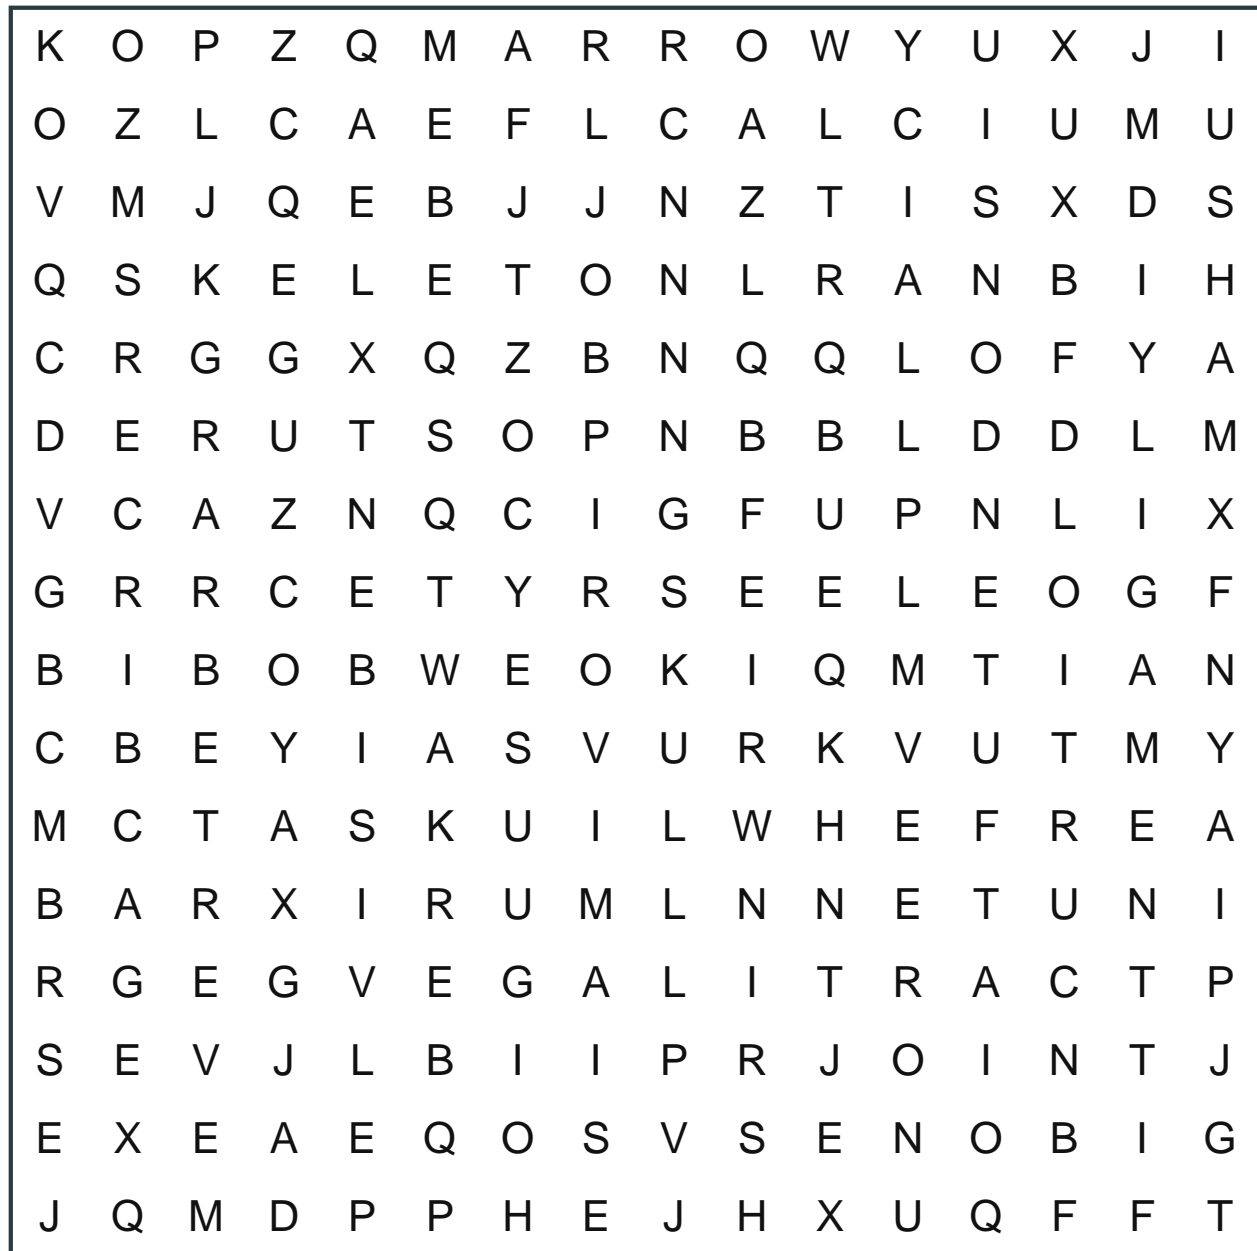 K O P Z Q M A R R O W Y U X J I
O Z L C A E F L C A L C I U M U
V M J Q E B J J N Z T I S X D S
Q S K E L E T O N L R A N B I H
C R G G X Q Z B N Q Q L O F Y A
D E R U T S O P N B B L D D L M
V C A Z N Q C I G F U P N L I X
G R R C E T Y R S E E L E O G F
B I B O B W E O K I Q M T I A N
C B E Y I A S V U R K V U T M Y
M C T A S K U I L W H E F R E A
B A R X I R U M L N N E T U N I
R G E G V E G A L I T R A C T P
S E V J L B I I P R J O I N T J
E X E A E Q O S V S E N O B I G
J Q M D P P H E J H X U Q F F T